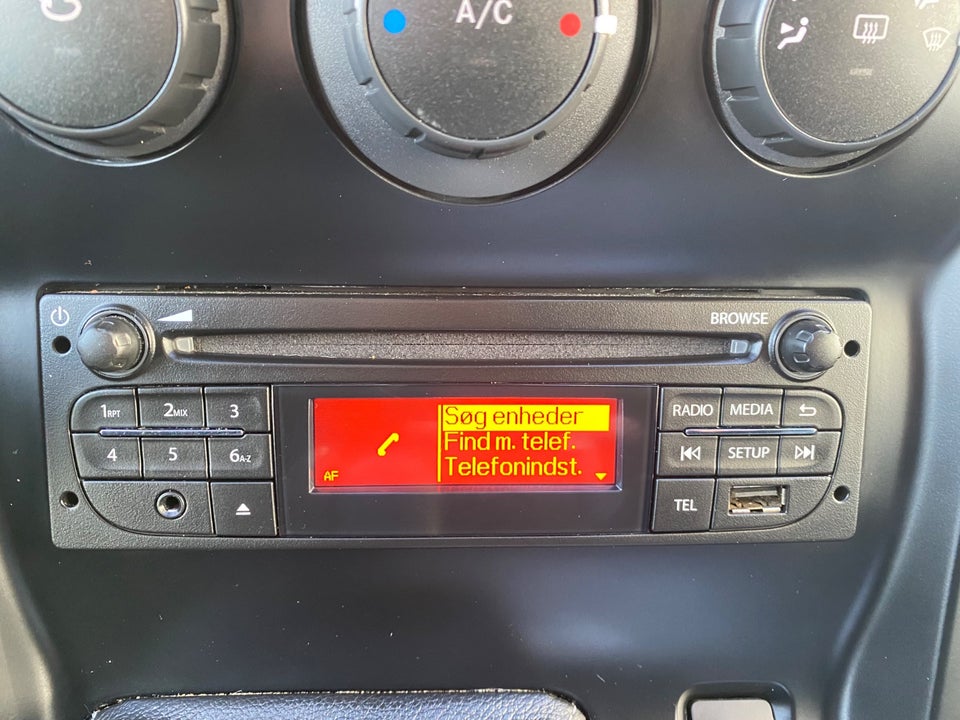 A/C
BROWSE
1RPT 2MIX 3
4 5 6A-Z
Søg enheder
Find m. telef.
Telefonindst.
AF
RADIO MEDIA
SETUP
TEL